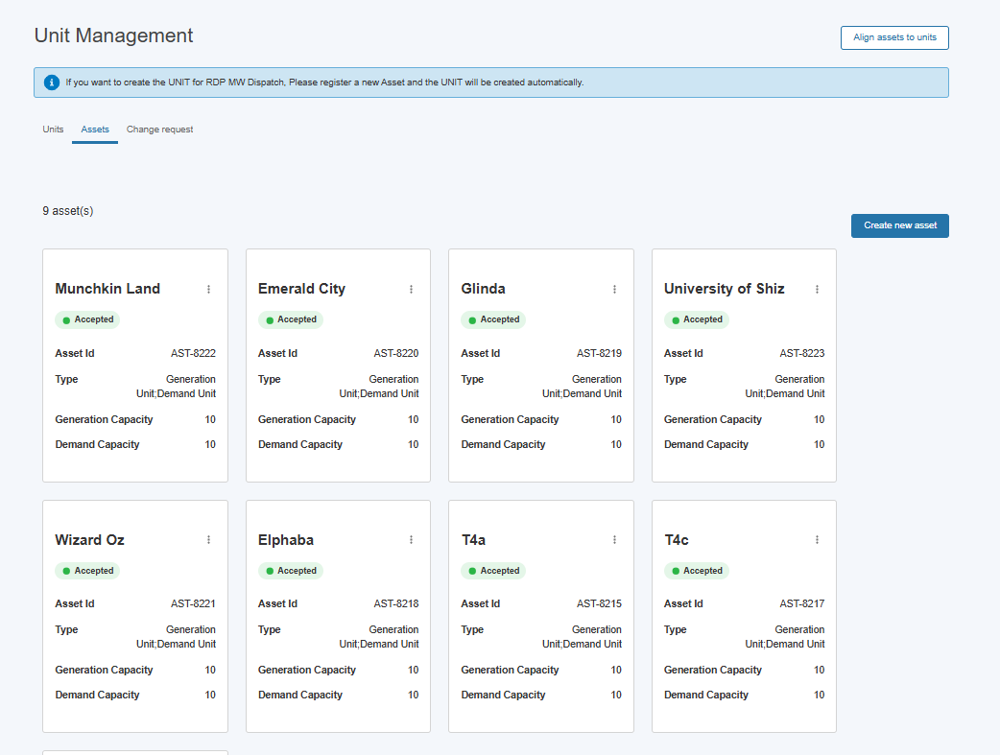 Unit Management
Align assets to units
If you want to create the UNIT for RDP MW Dispatch, Please register a new Asset and the UNIT will be created automatically.
Units Assets Change request
9 asset(s)
Create new asset
Munchkin Land
Accepted
Asset Id AST-8222
Type Generation
Unit;Demand Unit
Generation Capacity 10
Demand Capacity 10
Emerald City
Accepted
Asset Id AST-8220
Type Generation
Unit;Demand Unit
Generation Capacity 10
Demand Capacity 10
Glinda
Accepted
Asset Id AST-8219
Type Generation
Unit;Demand Unit
Generation Capacity 10
Demand Capacity 10
University of Shiz
Accepted
Asset Id AST-8223
Type Generation
Unit;Demand Unit
Generation Capacity 10
Demand Capacity 10
Wizard Oz
Accepted
Asset Id AST-8221
Type Generation
Unit;Demand Unit
Generation Capacity 10
Demand Capacity 10
Elphaba
Accepted
Asset Id AST-8218
Type Generation
Unit;Demand Unit
Generation Capacity 10
Demand Capacity 10
T4a
Accepted
Asset Id AST-8215
Type Generation
Unit;Demand Unit
Generation Capacity 10
Demand Capacity 10
T4c
Accepted
Asset Id AST-8217
Type Generation
Unit;Demand Unit
Generation Capacity 10
Demand Capacity 10